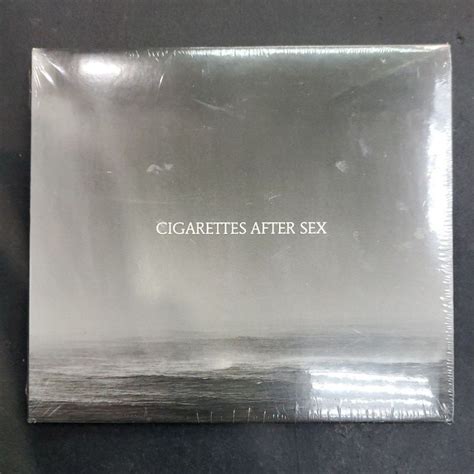 CIGARETTES AFTER SEX